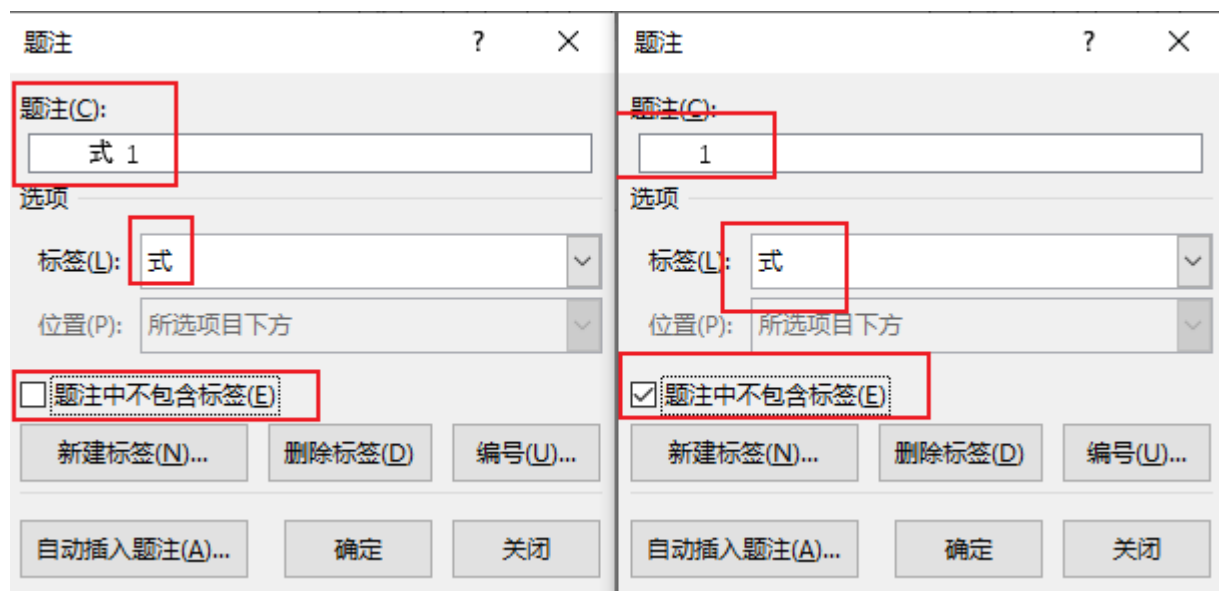 题注 ? ×
题注(C):
式 1
选项
标签(L): 式
位置(P): 所选项目下方
题注中不包含标签(E)
新建标签(N)... 删除标签(D) 编号(U)...
自动插入题注(A)... 确定 关闭
题注 ? ×
题注(C):
1
选项
标签(L): 式
位置(P): 所选项目下方
题注中不包含标签(E)
新建标签(N)... 删除标签(D) 编号(U)...
自动插入题注(A)... 确定 关闭